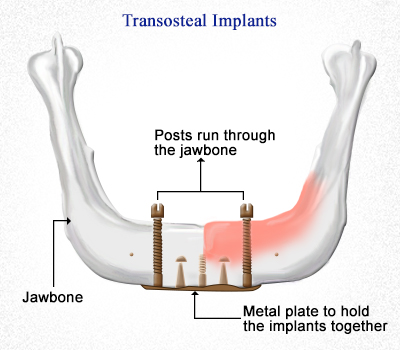 Transosteal Implants
Posts run through
the jawbone
Jawbone
Metal plate to hold
the implants together